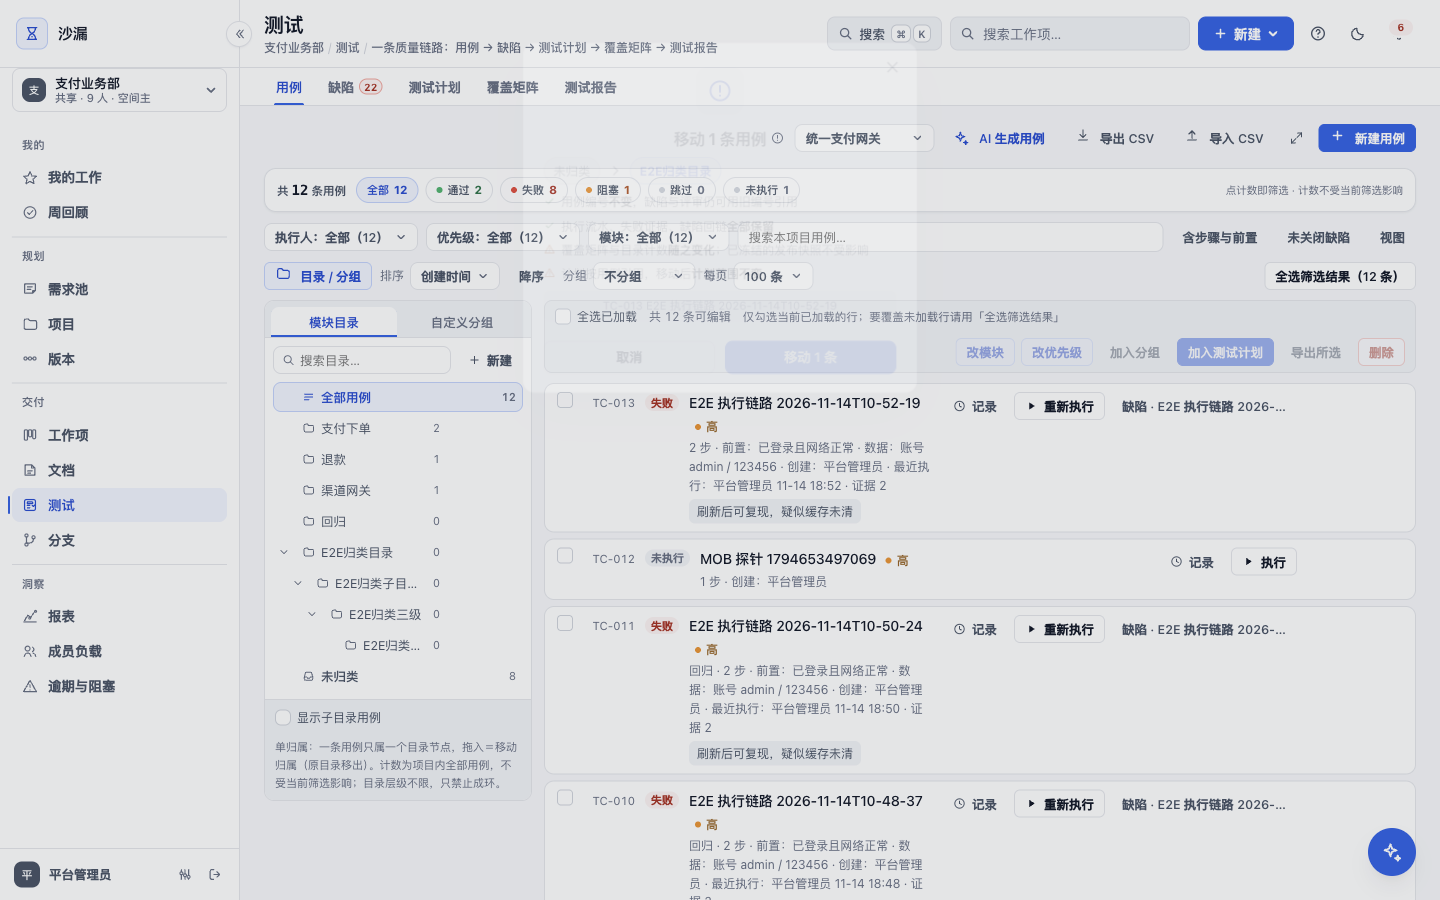 沙漏
测试
支付业务部 / 测试 / 一条质量链路：用例 → 缺陷 → 测试计划 → 覆盖矩阵 → 测试报告
搜索 ⌘ K
搜索工作项...
+ 新建
6
支
支付业务部
共享 · 9 人 · 空间主
用例
缺陷 22
测试计划
覆盖矩阵
测试报告
我的
我的工作
周回顾
规划
需求池
项目
版本
交付
工作项
文档
测试
分支
洞察
报表
成员负载
逾期与阻塞
平
平台管理员
移动 1 条用例
统一支付网关
AI 生成用例
导出 CSV
导入 CSV
+ 新建用例
未归类 > E2E归类目录
共 12 条用例
全部 12
通过 2
失败 8
阻塞 1
跳过 0
未执行 1
点计数即筛选 · 计数不受当前筛选影响
执行人：全部（12）
优先级：全部（12）
模块：全部（12）
搜索本项目用例...
含步骤与前置
未关闭缺陷
视图
目录 / 分组
排序
创建时间
降序
分组
不分组
每页
100 条
全选筛选结果（12 条）
模块目录
自定义分组
搜索目录...
+ 新建
全部用例 12
支付下单 2
退款 1
渠道网关 1
回归 0
E2E归类目录 0
E2E归类子目... 0
E2E归类三级 0
E2E归类... 0
未归类 8
显示子目录用例
单归属：一条用例只属一个目录节点，拖入＝移动
归属（原目录移出）。计数为项目内全部用例，不
受当前筛选影响；目录层级不限，只禁止成环。
全选已加载
共 12 条可编辑
仅勾选当前已加载的行；要覆盖未加载行请用「全选筛选结果」
取消
移动 1 条
改模块
改优先级
加入分组
加入测试计划
导出所选
删除
TC-013 失败 E2E 执行链路 2026-11-14T10-52-19
高
2 步 · 前置：已登录且网络正常 · 数据：账号
admin / 123456 · 创建：平台管理员 · 最近执
行：平台管理员 11-14 18:52 · 证据 2
刷新后可复现，疑似缓存未清
记录
重新执行
缺陷 · E2E 执行链路 2026-...
TC-012 未执行 MOB 探针 1794653497069 高
1 步 · 创建：平台管理员
记录
执行
TC-011 失败 E2E 执行链路 2026-11-14T10-50-24
高
回归 · 2 步 · 前置：已登录且网络正常 · 数
据：账号 admin / 123456 · 创建：平台管理
员 · 最近执行：平台管理员 11-14 18:50 · 证
据 2
刷新后可复现，疑似缓存未清
记录
重新执行
缺陷 · E2E 执行链路 2026-...
TC-010 失败 E2E 执行链路 2026-11-14T10-48-37
高
回归 · 2 步 · 前置：已登录且网络正常 · 数
据：账号 admin / 123456 · 创建：平台管理
员 · 最近执行：平台管理员 11-14 18:48 · 证
据 2
记录
重新执行
缺陷 · E2E 执行链路 2026-...